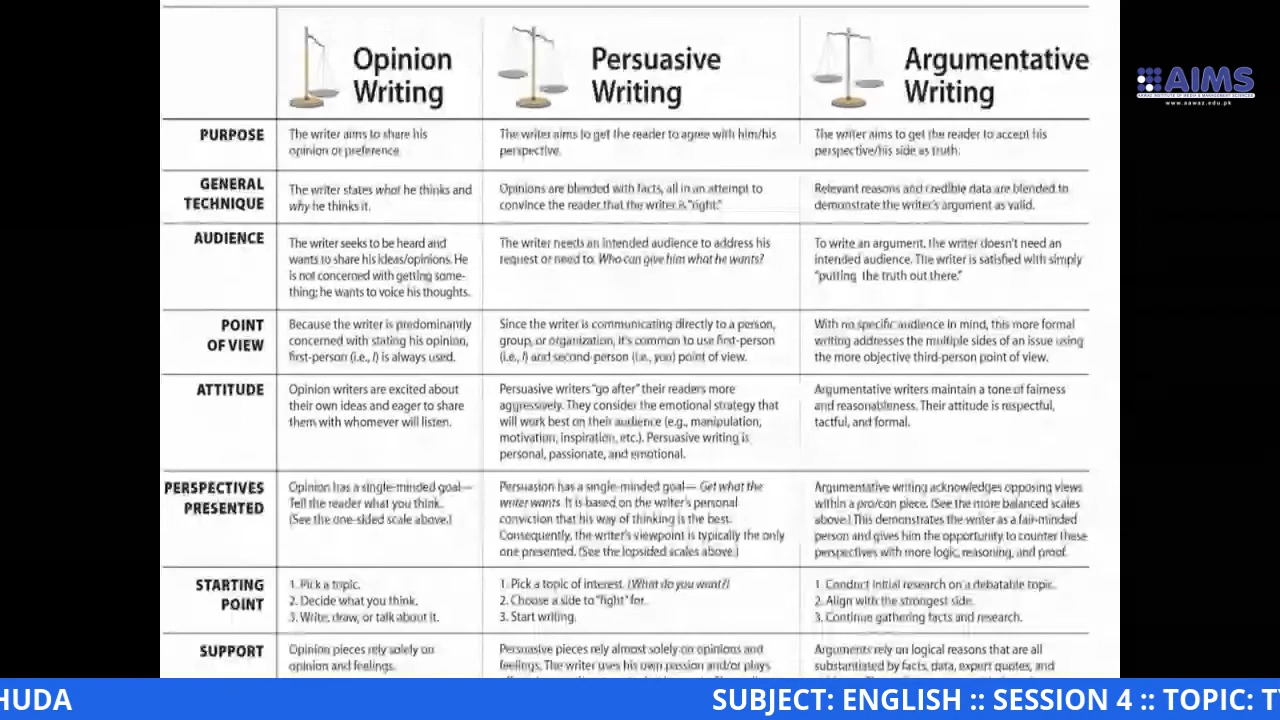 Opinion Writing
Persuasive Writing
Argumentative Writing
PURPOSE
The writer aims to share his
opinion or preference.
The writer aims to get the reader to agree with him/his
perspective.
The writer aims to get the reader to accept his
perspective/his side as truth.
GENERAL
TECHNIQUE
The writer states what he thinks and
why he thinks it.
Opinions are blended with facts, all in an attempt to
convince the reader that the writer is "right."
Relevant reasons and credible data are blended to
demonstrate the writer's argument as valid.
AUDIENCE
The writer seeks to be heard and
wants to share his ideas/opinions. He
is not concerned with getting some-
thing; he wants to voice his thoughts.
The writer needs an intended audience to address his
request or need to. Who can give him what he wants?
To write an argument, the writer doesn't need an
intended audience. The writer is satisfied with simply
"putting the truth out there."
POINT
OF VIEW
Because the writer is predominantly
concerned with stating his opinion,
first-person (i.e., I) is always used.
Since the writer is communicating directly to a person,
group, or organization, it's common to use first-person
(i.e., I) and second-person (i.e., you) point of view.
With no specific audience in mind, this more formal
writing addresses the multiple sides of an issue using
the more objective third-person point of view.
ATTITUDE
Opinion writers are excited about
their own ideas and eager to share
them with whomever will listen.
Persuasive writers "go after" their readers more
aggressively. They consider the emotional strategy that
will work best on their audience (e.g., manipulation,
motivation, inspiration, etc.). Persuasive writing is
personal, passionate, and emotional.
Argumentative writers maintain a tone of fairness
and reasonableness. Their attitude is respectful,
tactful, and formal.
PERSPECTIVES
PRESENTED
Opinion has a single-minded goal—
Tell the reader what you think.
(See the one-sided scale above.)
Persuasion has a single-minded goal— Get what the
writer wants. It is based on the writer's personal
conviction that his way of thinking is the best.
Consequently, the writer's viewpoint is typically the only
one presented. (See the lopsided scales above.)
Argumentative writing acknowledges opposing views
within a pro/con piece. (See the more balanced scales
above.) This demonstrates the writer as a fair-minded
person and gives him the opportunity to counter these
perspectives with more logic, reasoning, and proof.
STARTING
POINT
1. Pick a topic.
2. Decide what you think.
3. Write, draw, or talk about it.
1. Pick a topic of interest. (What do you want?)
2. Choose a side to "fight" for.
3. Start writing.
1. Conduct initial research on a debatable topic.
2. Align with the strongest side.
3. Continue gathering facts and research.
SUPPORT
Opinion pieces rely solely on
opinion and feelings.
Persuasive pieces rely almost solely on opinions and
feelings. The writer uses his own passion and/or plays
Arguments rely on logical reasons that are all
substantiated by facts, data, expert quotes, and
AIMS
AWAZ INSTITUTE OF MEDIA & MANAGEMENT SCIENCES
www.awaz.edu.pk
HUDA
SUBJECT: ENGLISH :: SESSION 4 :: TOPIC: T